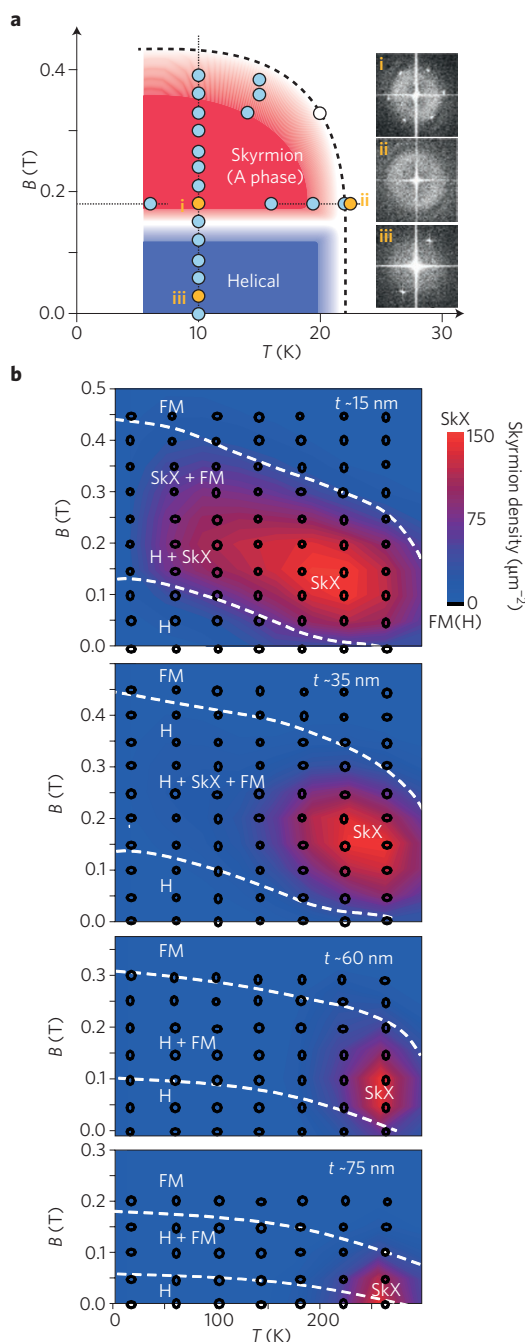 a
0.4
B (T)
0.2
0.0
Skyrmion
(A phase)
i
ii
Helical
iii
i
ii
iii
0
10
20
30
T (K)
b
0.5
0.4
0.3
0.2
0.1
0.0
B (T)
FM
t ~15 nm
SkX + FM
H + SkX
SkX
H
SkX
150
75
0
FM(H)
Skyrmion density (μm⁻²)
0.4
0.3
0.2
0.1
0.0
B (T)
FM
t ~35 nm
H
H + SkX + FM
SkX
H
0.3
0.2
0.1
0.0
B (T)
FM
t ~60 nm
H + FM
SkX
H
0.3
0.2
0.1
0.0
B (T)
t ~75 nm
FM
H + FM
SkX
H
0
100
200
T (K)